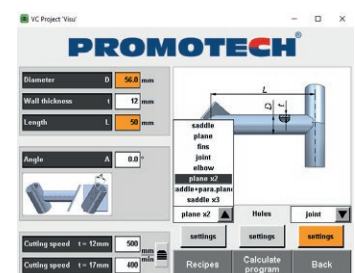 VC Project 'Visu'
PROMOTECH®
Diameter D 56.0 mm
Wall thickness t 12 mm
Length L 50 mm
Angle A 0.0 °
Cutting speed t = 12mm 500
mm
min
Cutting speed t = 17mm 400
L
D
t
A
saddle
plane
fins
joint
elbow
plane x2
addle+para.plan
saddle x3
plane x2 Holes joint
settings settings settings
Recipes Calculate program Back